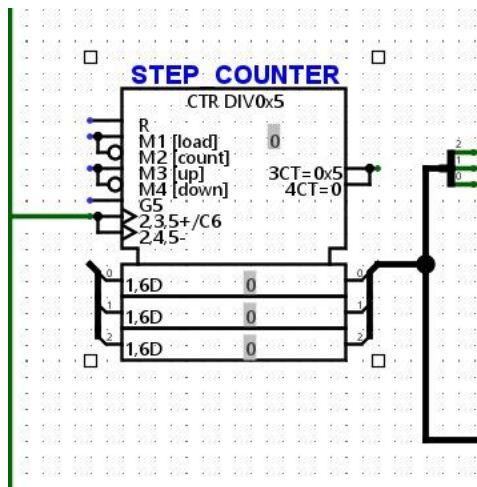 STEP COUNTER
CTR DIV0x5
R
M1 [load]
0
M2 [count]
M3 [up]
3CT=0x5
M4 [down]
4CT=0
G5
2,3,5+/C6
2,4,5-
0
1,6D
0
0
1
1,6D
0
1
2
1,6D
0
2
2
1
0